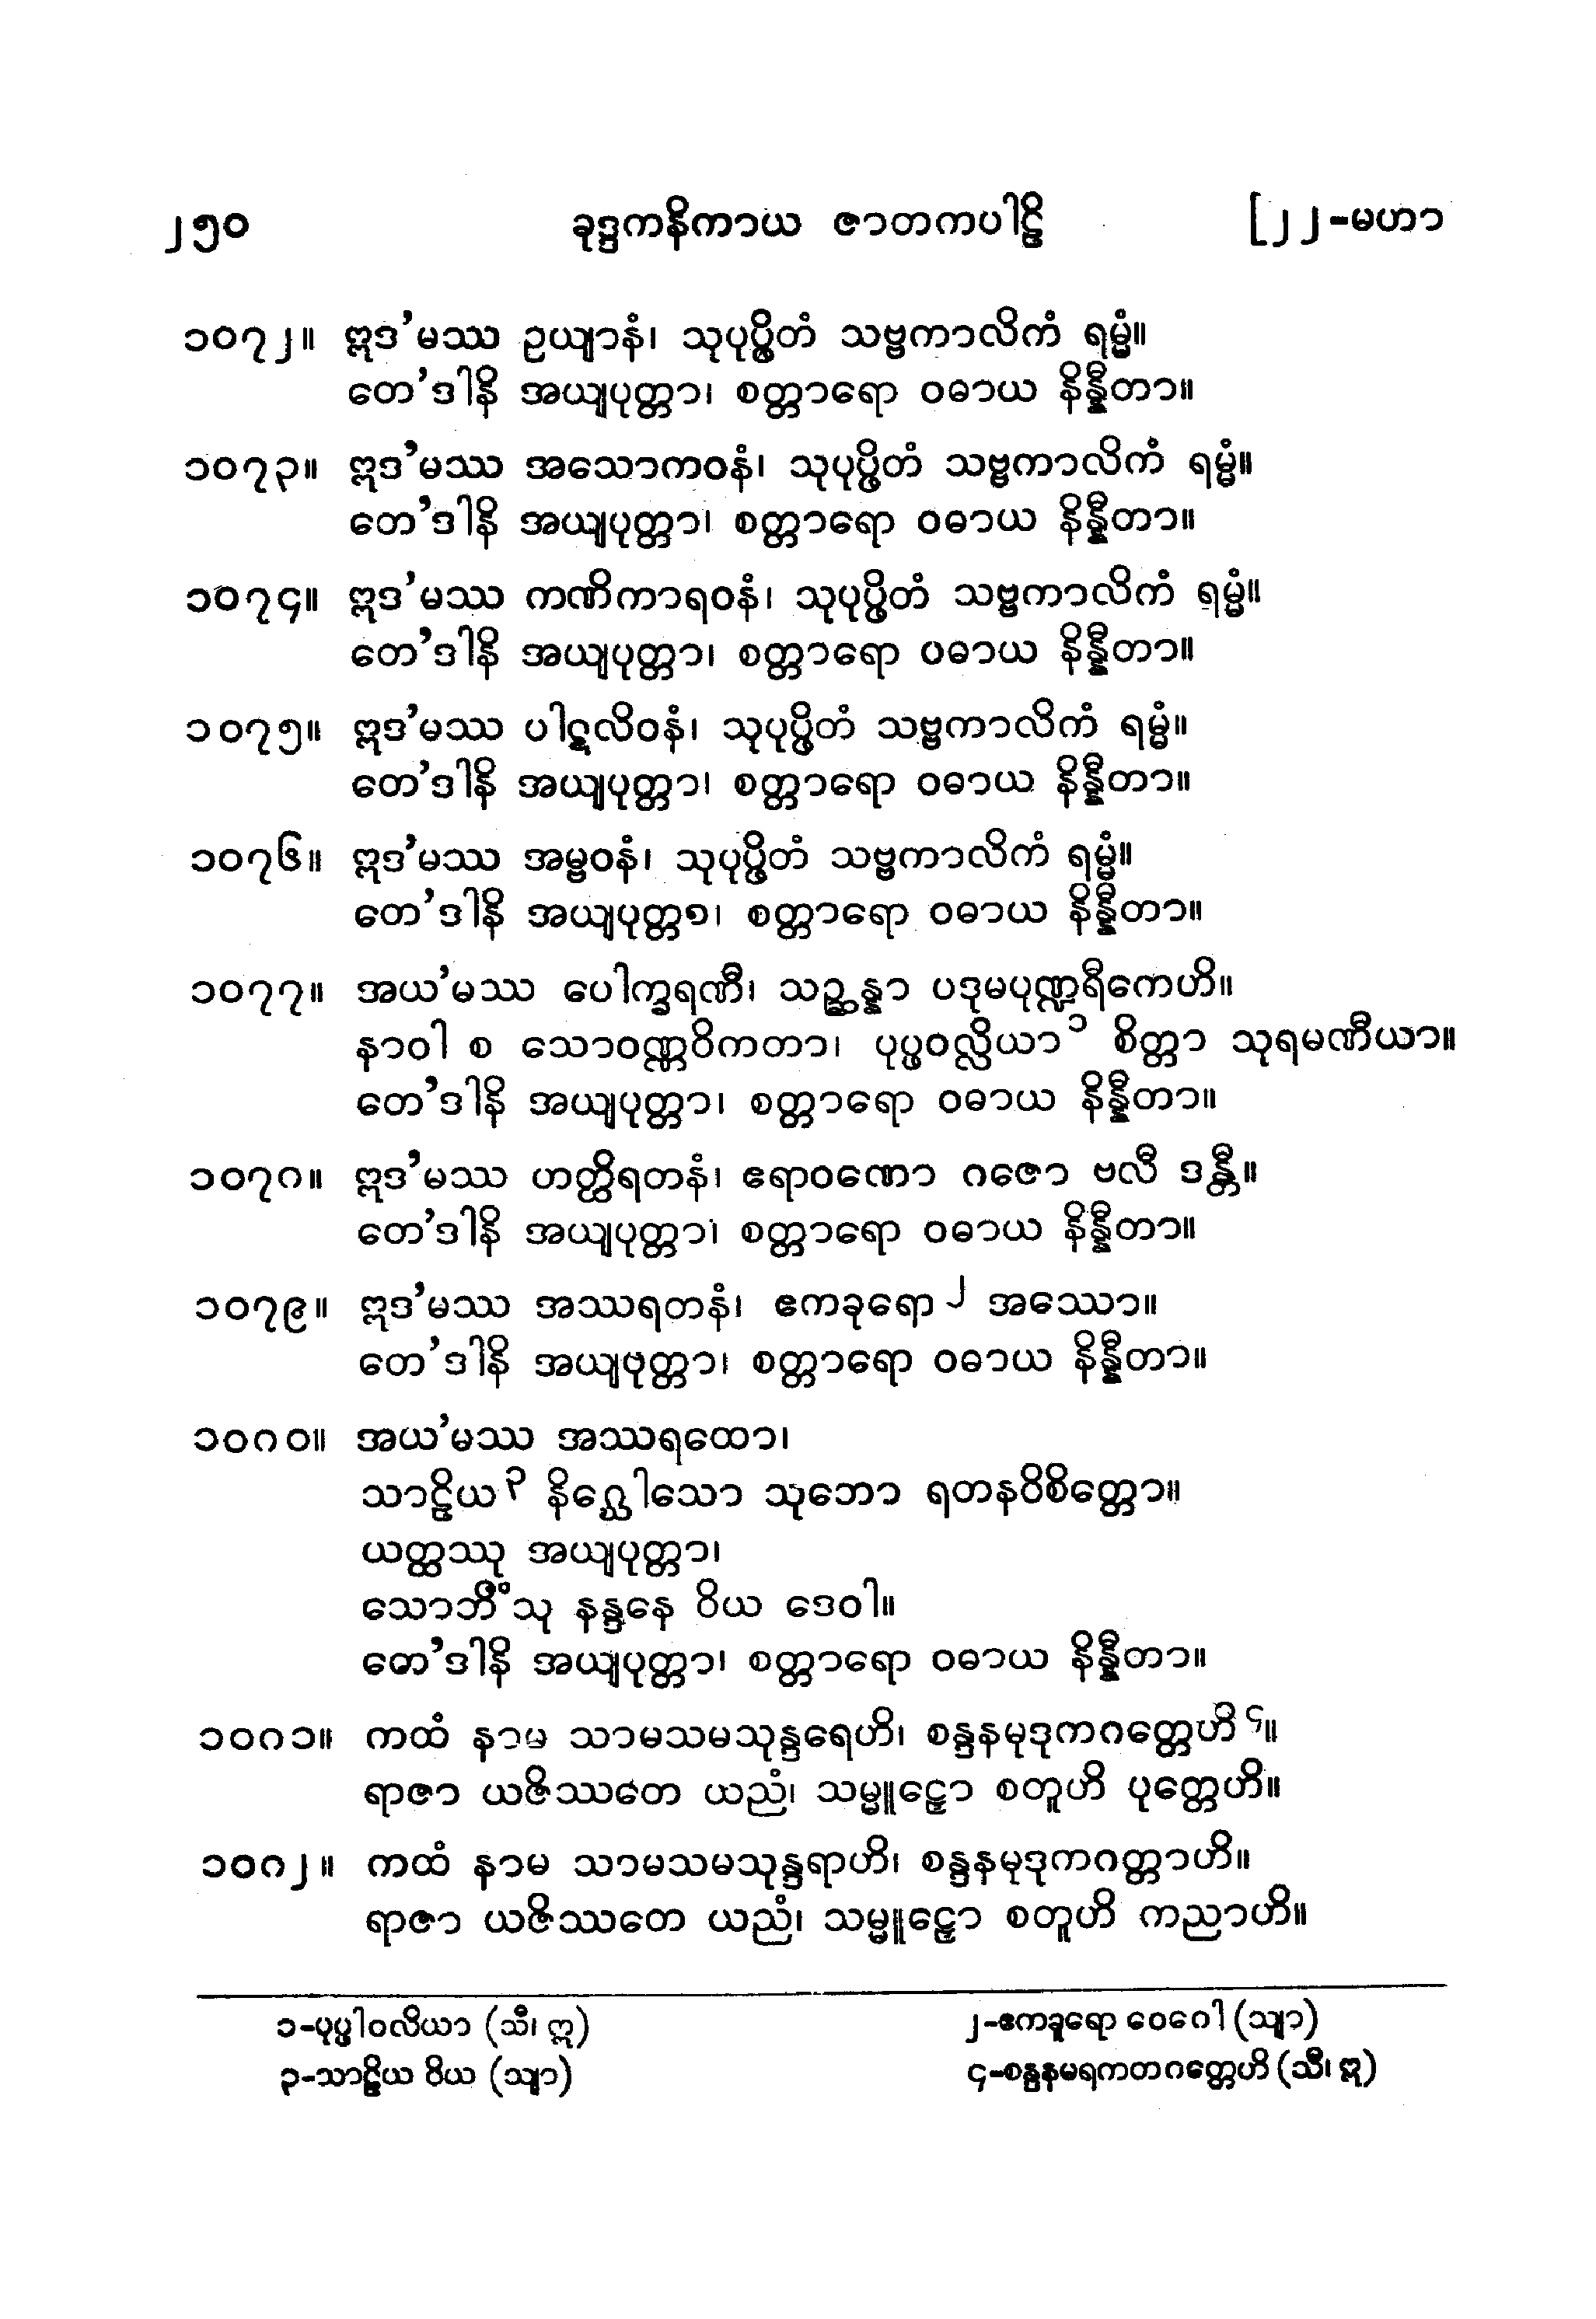 ၂၅၀ ခုဒ္ဒကနိကာယ ဇာတကပါဠိ [၂၂-မဟာ
၁၀၇၂။ ဣဒ’မဿ ဥယျာနံ၊ သုပုပ္ဖိတံ သဗ္ဗကာလိကံ ရမ္မံ။
တေ’ဒါနိ အယျပုတ္တာ၊ စတ္တာရော ဝဓာယ နိန္နီတာ။
၁၀၇၃။ ဣဒ’မဿ အသောကဝနံ၊ သုပုပ္ဖိတံ သဗ္ဗကာလိကံ ရမ္မံ။
တေ’ဒါနိ အယျပုတ္တာ၊ စတ္တာရော ဝဓာယ နိန္နီတာ။
၁၀၇၄။ ဣဒ’မဿ ကဏိကာရဝနံ၊ သုပုပ္ဖိတံ သဗ္ဗကာလိကံ ရမ္မံ။
တေ’ဒါနိ အယျပုတ္တာ၊ စတ္တာရော ဝဓာယ နိန္နီတာ။
၁၀၇၅။ ဣဒ’မဿ ပါဋလိဝနံ၊ သုပုပ္ဖိတံ သဗ္ဗကာလိကံ ရမ္မံ။
တေ’ဒါနိ အယျပုတ္တာ၊ စတ္တာရော ဝဓာယ နိန္နီတာ။
၁၀၇၆။ ဣဒ’မဿ အမ္ဗဝနံ၊ သုပုပ္ဖိတံ သဗ္ဗကာလိကံ ရမ္မံ။
တေ’ဒါနိ အယျပုတ္တာ၊ စတ္တာရော ဝဓာယ နိန္နီတာ။
၁၀၇၇။ အယ’မဿ ပေါက္ခရဏီ၊ သဉ္ဆန္နာ ပဒုမပုဏ္ဍရီကေဟိ။
နာဝါ စ သောဝဏ္ဏဝိကတာ၊ ပုပ္ဖဝလ္လိယာ ၁ စိတ္တာ သုရမဏီယာ။
တေ’ဒါနိ အယျပုတ္တာ၊ စတ္တာရော ဝဓာယ နိန္နီတာ။
၁၀၇၈။ ဣဒ’မဿ ဟတ္ထိရတနံ၊ ဧရာဝဏော ဂဇော ဗလီ ဒန္တီ။
တေ’ဒါနိ အယျပုတ္တာ၊ စတ္တာရော ဝဓာယ နိန္နီတာ။
၁၀၇၉။ ဣဒ’မဿ အဿရတနံ၊ ဧကခုရော ၂ အဿော။
တေ’ဒါနိ အယျပုတ္တာ၊ စတ္တာရော ဝဓာယ နိန္နီတာ။
၁၀၈၀။ အယ’မဿ အဿရထော၊
သာဠိယ ၃ နိဂ္ဃေါသော သုဘော ရတနဝိစိတ္တော။
ယတ္ထဿု အယျပုတ္တာ၊
သောဘိံသု နန္ဒနေ ဝိယ ဒေဝါ။
တေ’ဒါနိ အယျပုတ္တာ၊ စတ္တာရော ဝဓာယ နိန္နီတာ။
၁၀၈၁။ ကထံ နာမ သာမသမသုန္ဒရေဟိ၊ စန္ဒနမုဒုကဂတ္တေဟိ ၄။
ရာဇာ ယဇိဿတေ ယညံ၊ သမ္မူဠှော စတူဟိ ပုတ္တေဟိ။
၁၀၈၂။ ကထံ နာမ သာမသမသုန္ဒရာဟိ၊ စန္ဒနမုဒုကဂတ္တာဟိ။
ရာဇာ ယဇိဿတေ ယညံ၊ သမ္မူဠှော စတူဟိ ကညာဟိ။
၁-ပုပ္ဖါဝလိယာ (သီ၊ ဣ) ၂-ဧကခူရော ဝေဂေါ (သျာ)
၃-သာဠိယ ဝိယ (သျာ) ၄-စန္ဒနမရကတဂတ္တေဟိ (သီ၊ ဣ)